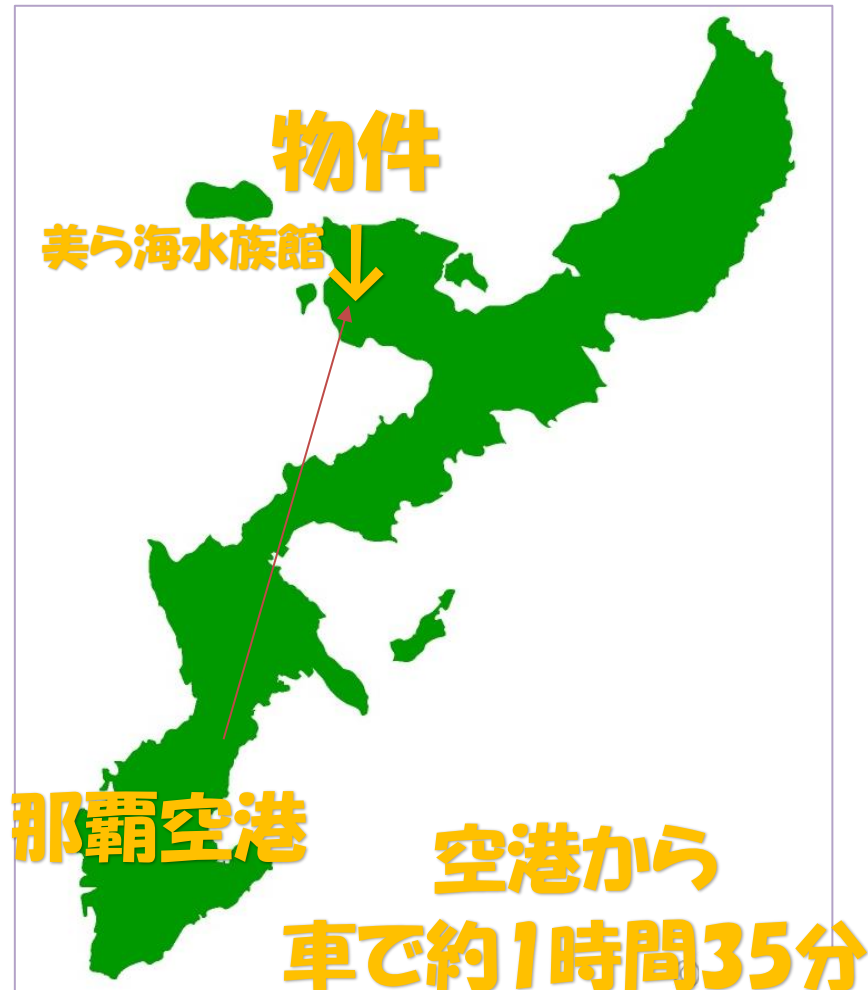 物件
美ら海水族館
那覇空港
空港から
車で約1時間35分